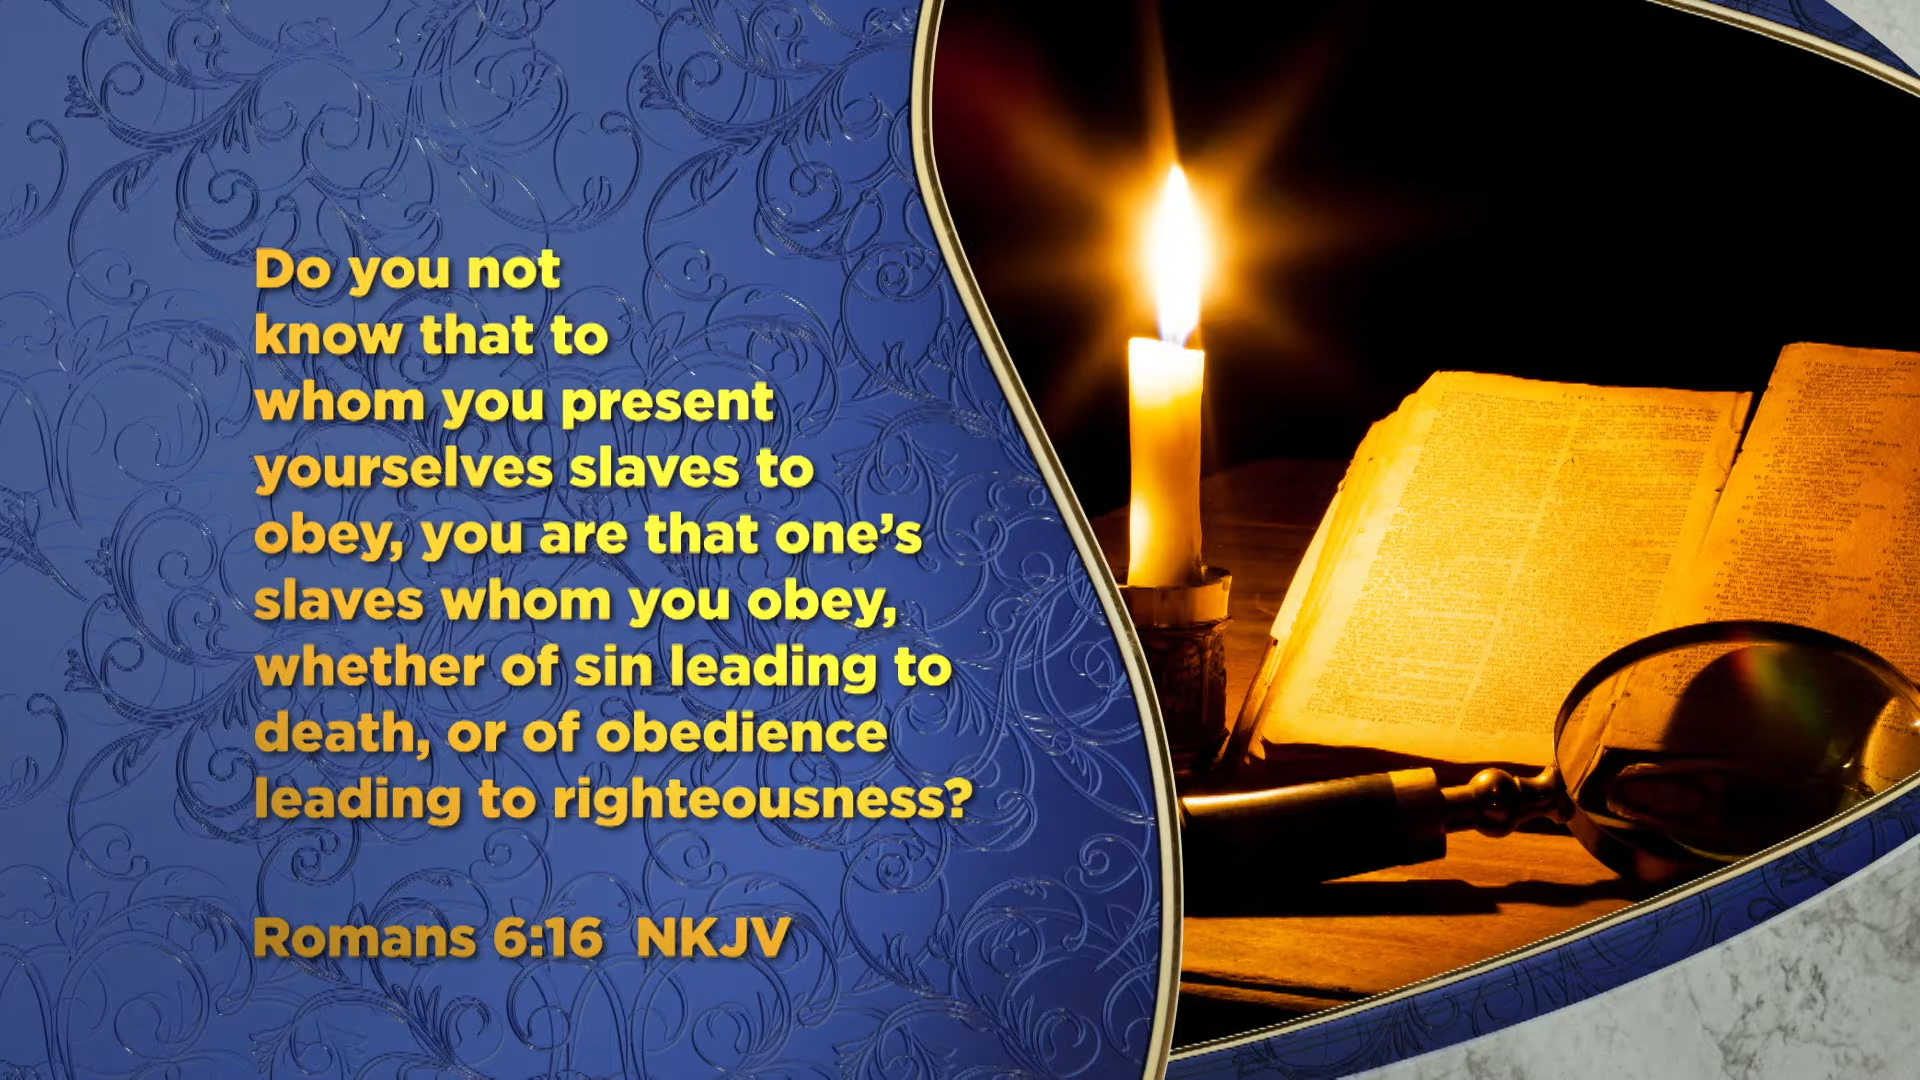 Do you not
know that to
whom you present
yourselves slaves to
obey, you are that one’s
slaves whom you obey,
whether of sin leading to
death, or of obedience
leading to righteousness?
Romans 6:16 NKJV